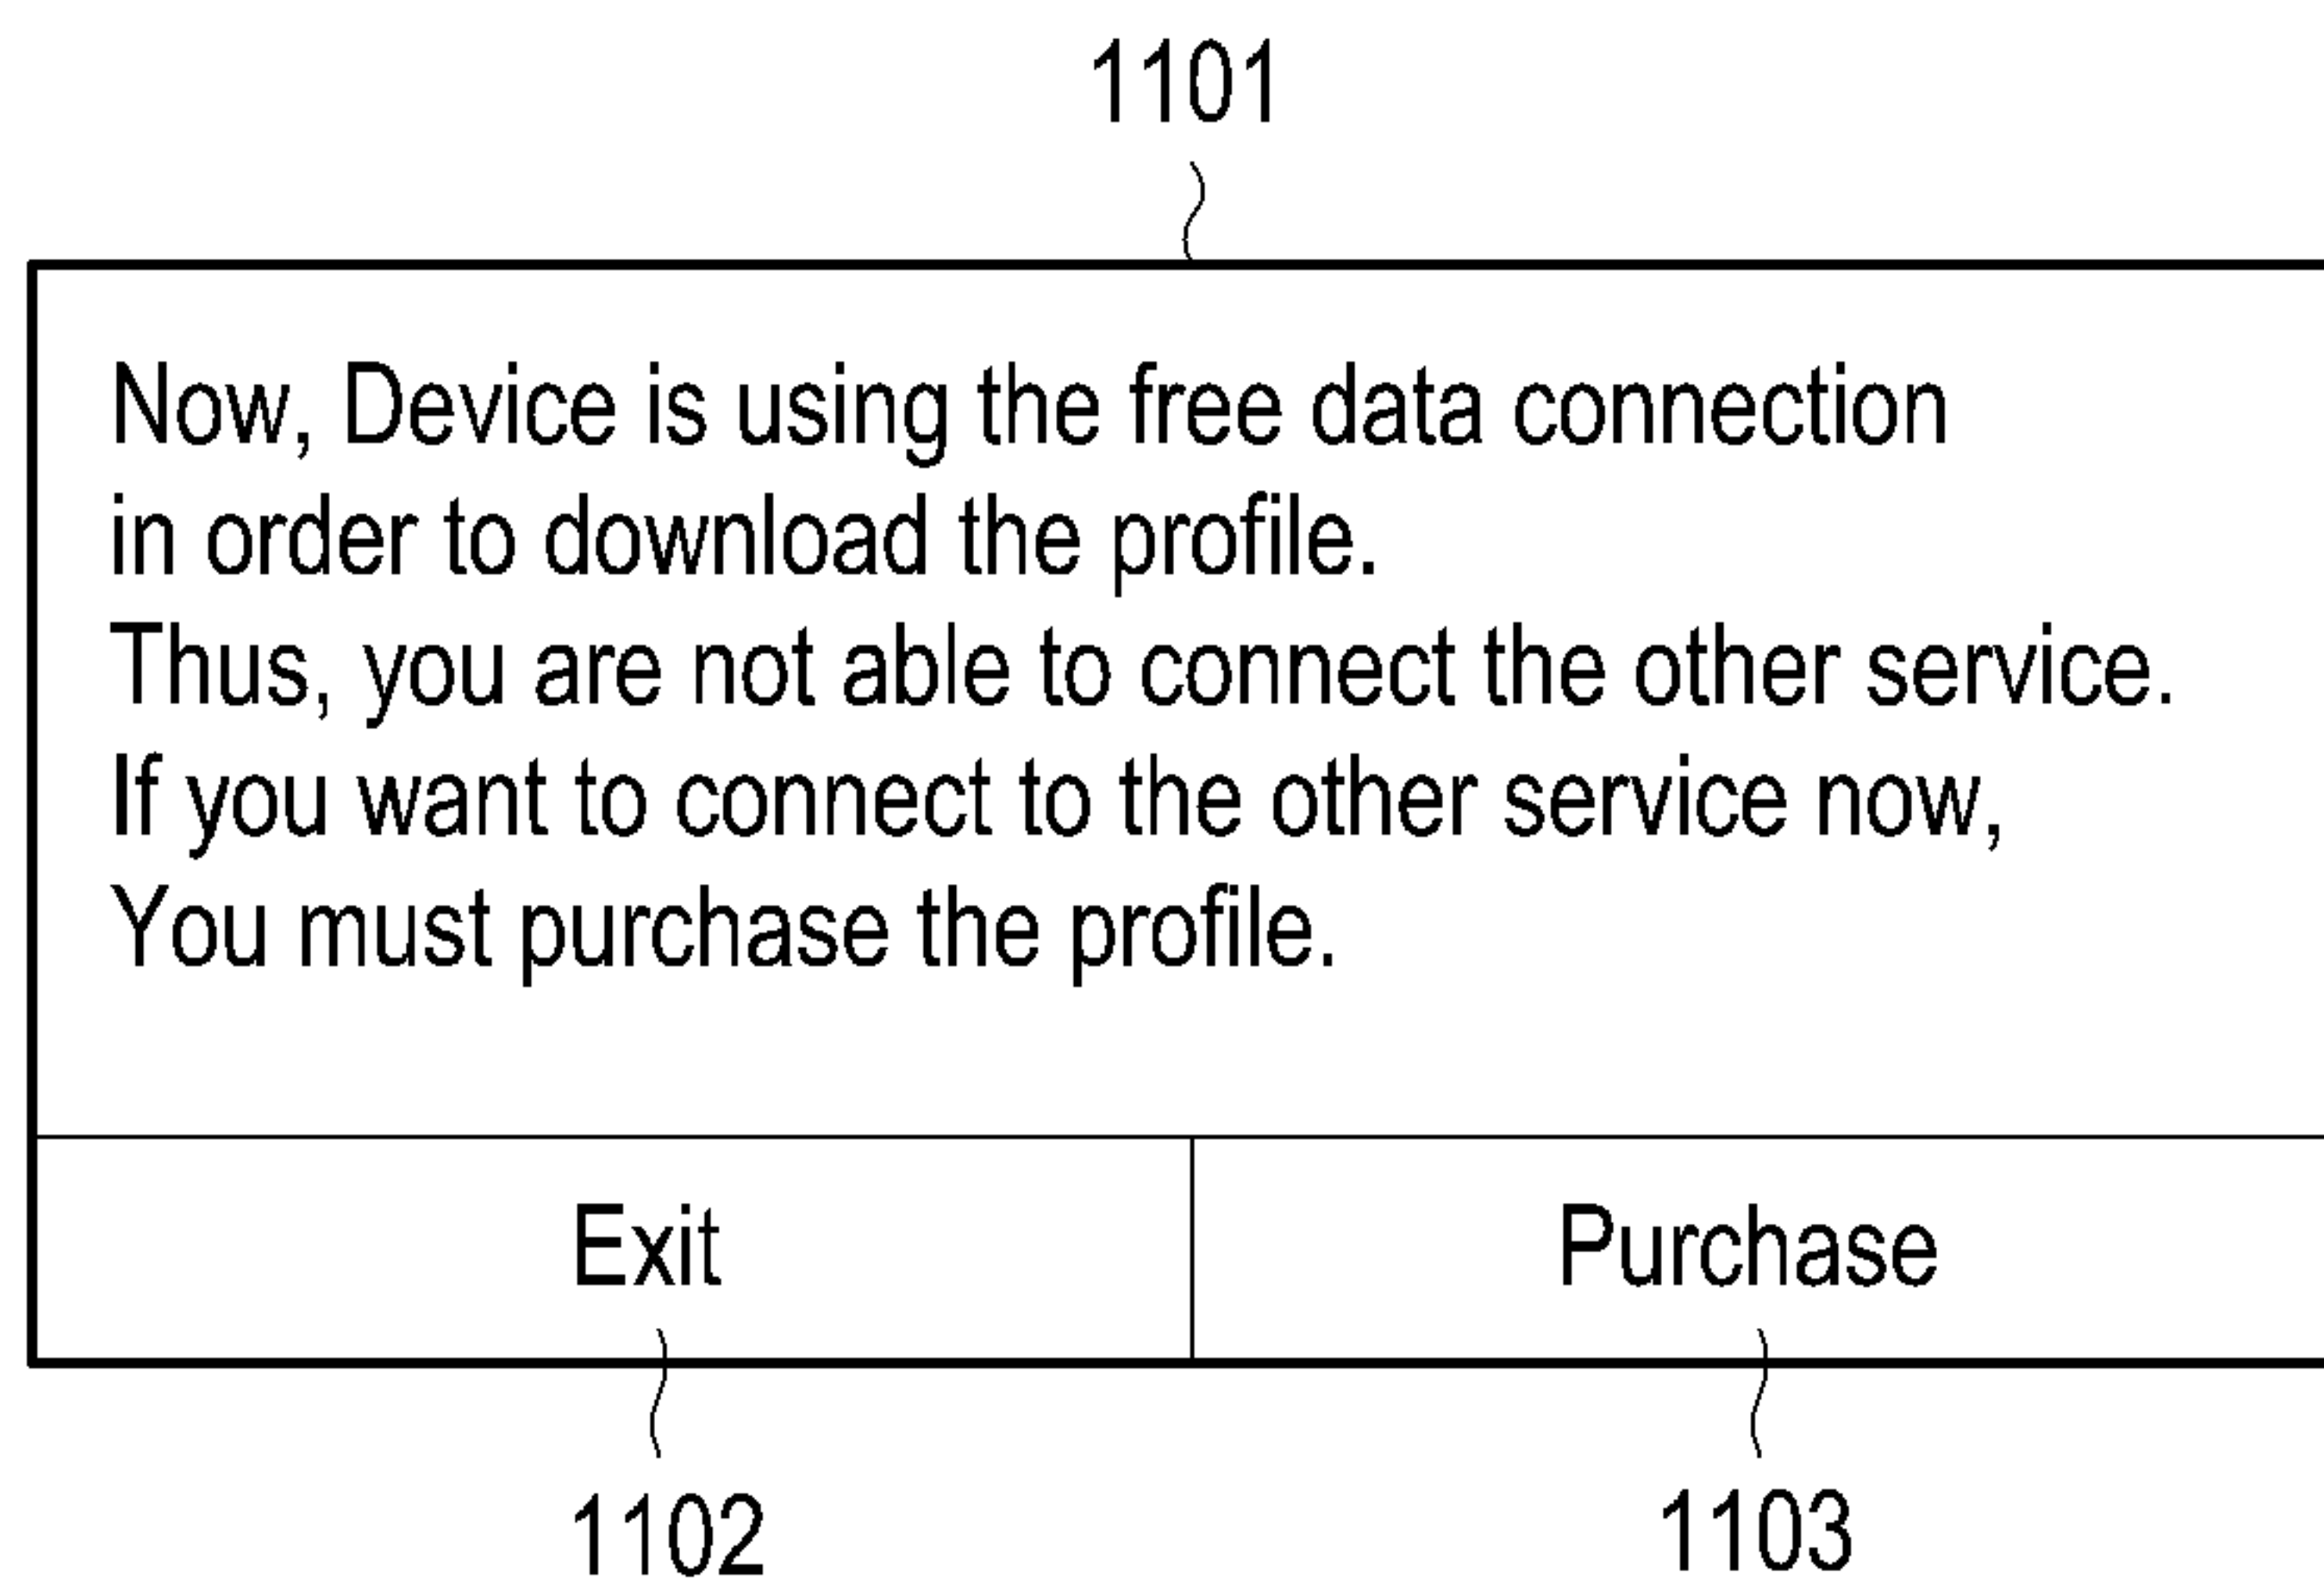 1101
Now, Device is using the free data connection
in order to download the profile.
Thus, you are not able to connect the other service.
If you want to connect to the other service now,
You must purchase the profile.
Exit
Purchase
1102
1103